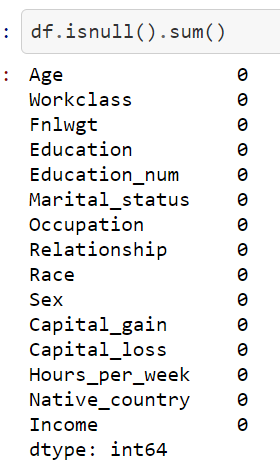 : df.isnull().sum()
: Age 0
Workclass 0
Fnlwgt 0
Education 0
Education_num 0
Marital_status 0
Occupation 0
Relationship 0
Race 0
Sex 0
Capital_gain 0
Capital_loss 0
Hours_per_week 0
Native_country 0
Income 0
dtype: int64